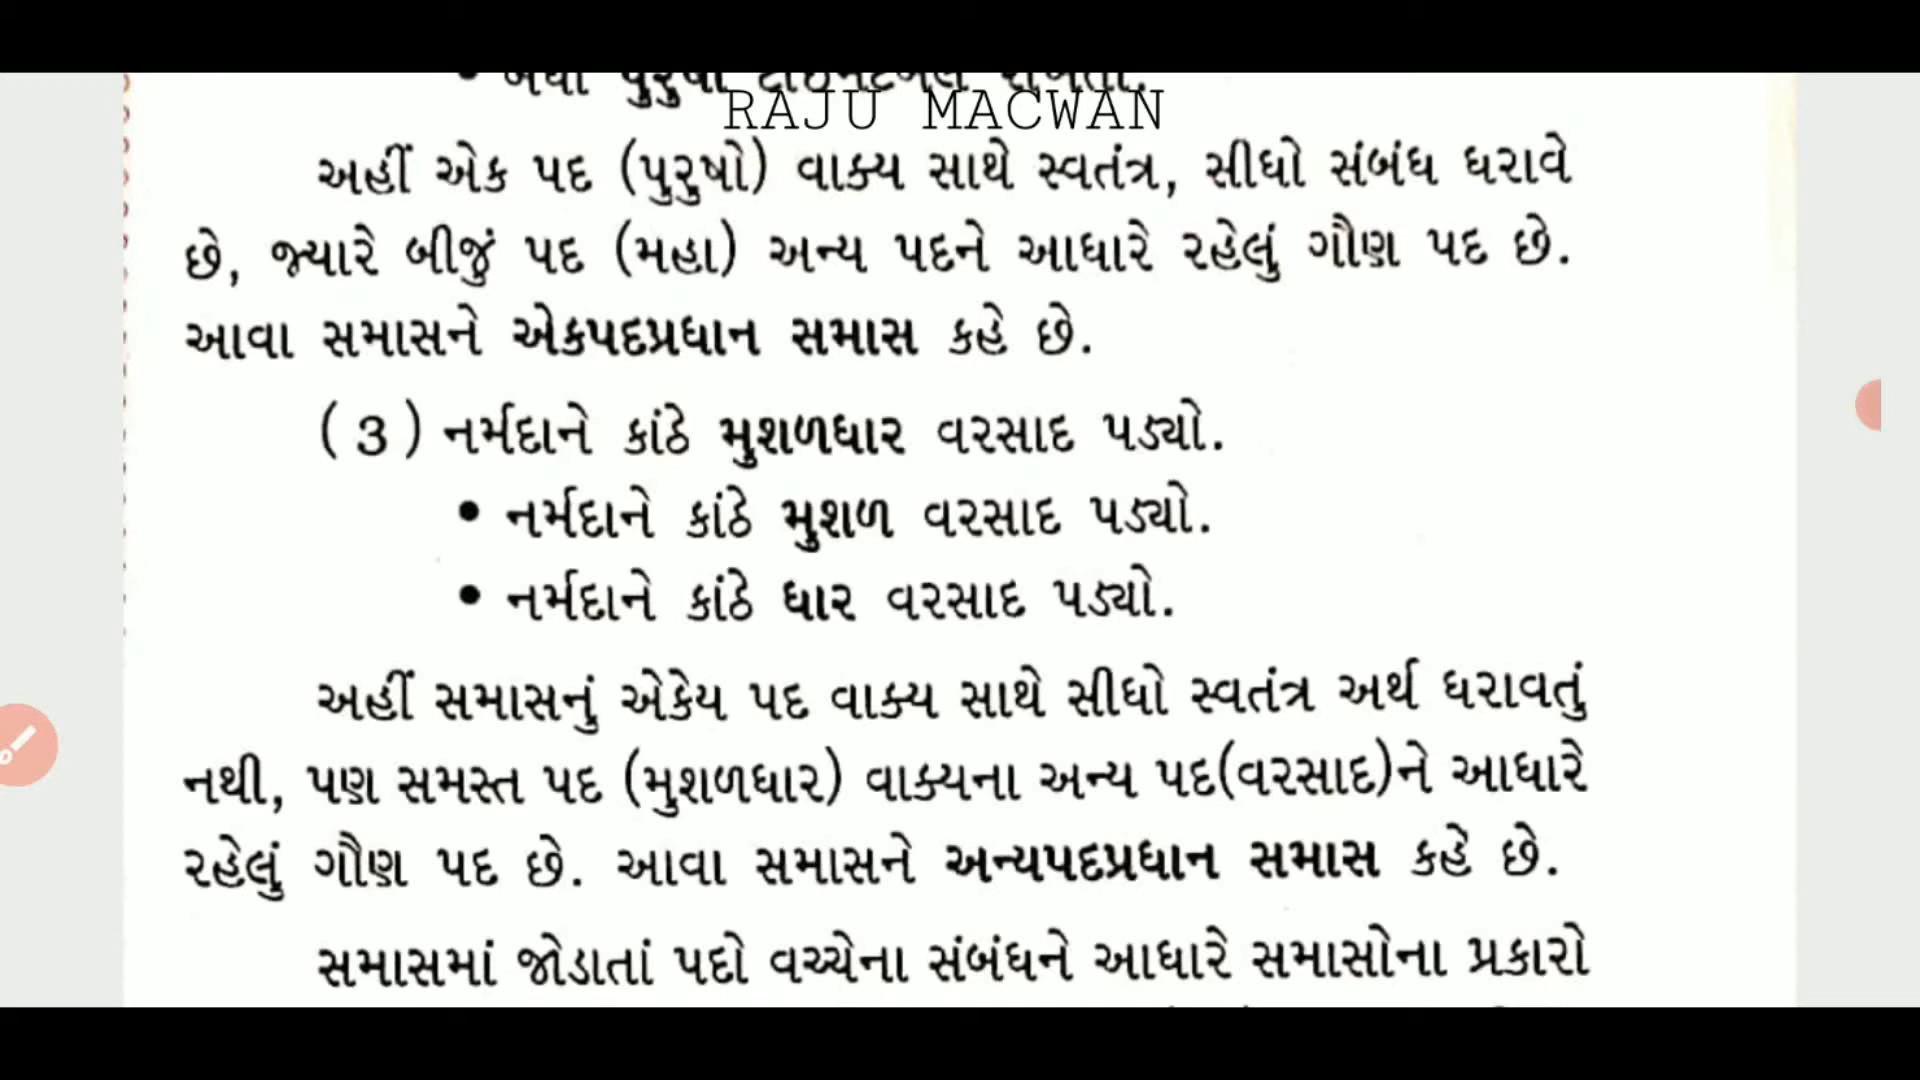 RAJU MACWAN
અહીં એક પદ (પુરુષો) વાક્ય સાથે સ્વતંત્ર, સીધો સંબંધ ધરાવે
છે, જ્યારે બીજું પદ (મહા) અન્ય પદને આધારે રહેલું ગૌણ પદ છે.
આવા સમાસને એકપદપ્રધાન સમાસ કહે છે.
(3) નર્મદાને કાંઠે મુશળધાર વરસાદ પડ્યો.
• નર્મદાને કાંઠે મુશળ વરસાદ પડ્યો.
• નર્મદાને કાંઠે ધાર વરસાદ પડ્યો.
અહીં સમાસનું એકેય પદ વાક્ય સાથે સીધો સ્વતંત્ર અર્થ ધરાવતું
નથી, પણ સમસ્ત પદ (મુશળધાર) વાક્યના અન્ય પદ(વરસાદ)ને આધારે
રહેલું ગૌણ પદ છે. આવા સમાસને અન્યપદપ્રધાન સમાસ કહે છે.
સમાસમાં જોડાતાં પદો વચ્ચેના સંબંધને આધારે સમાસોના પ્રકારો